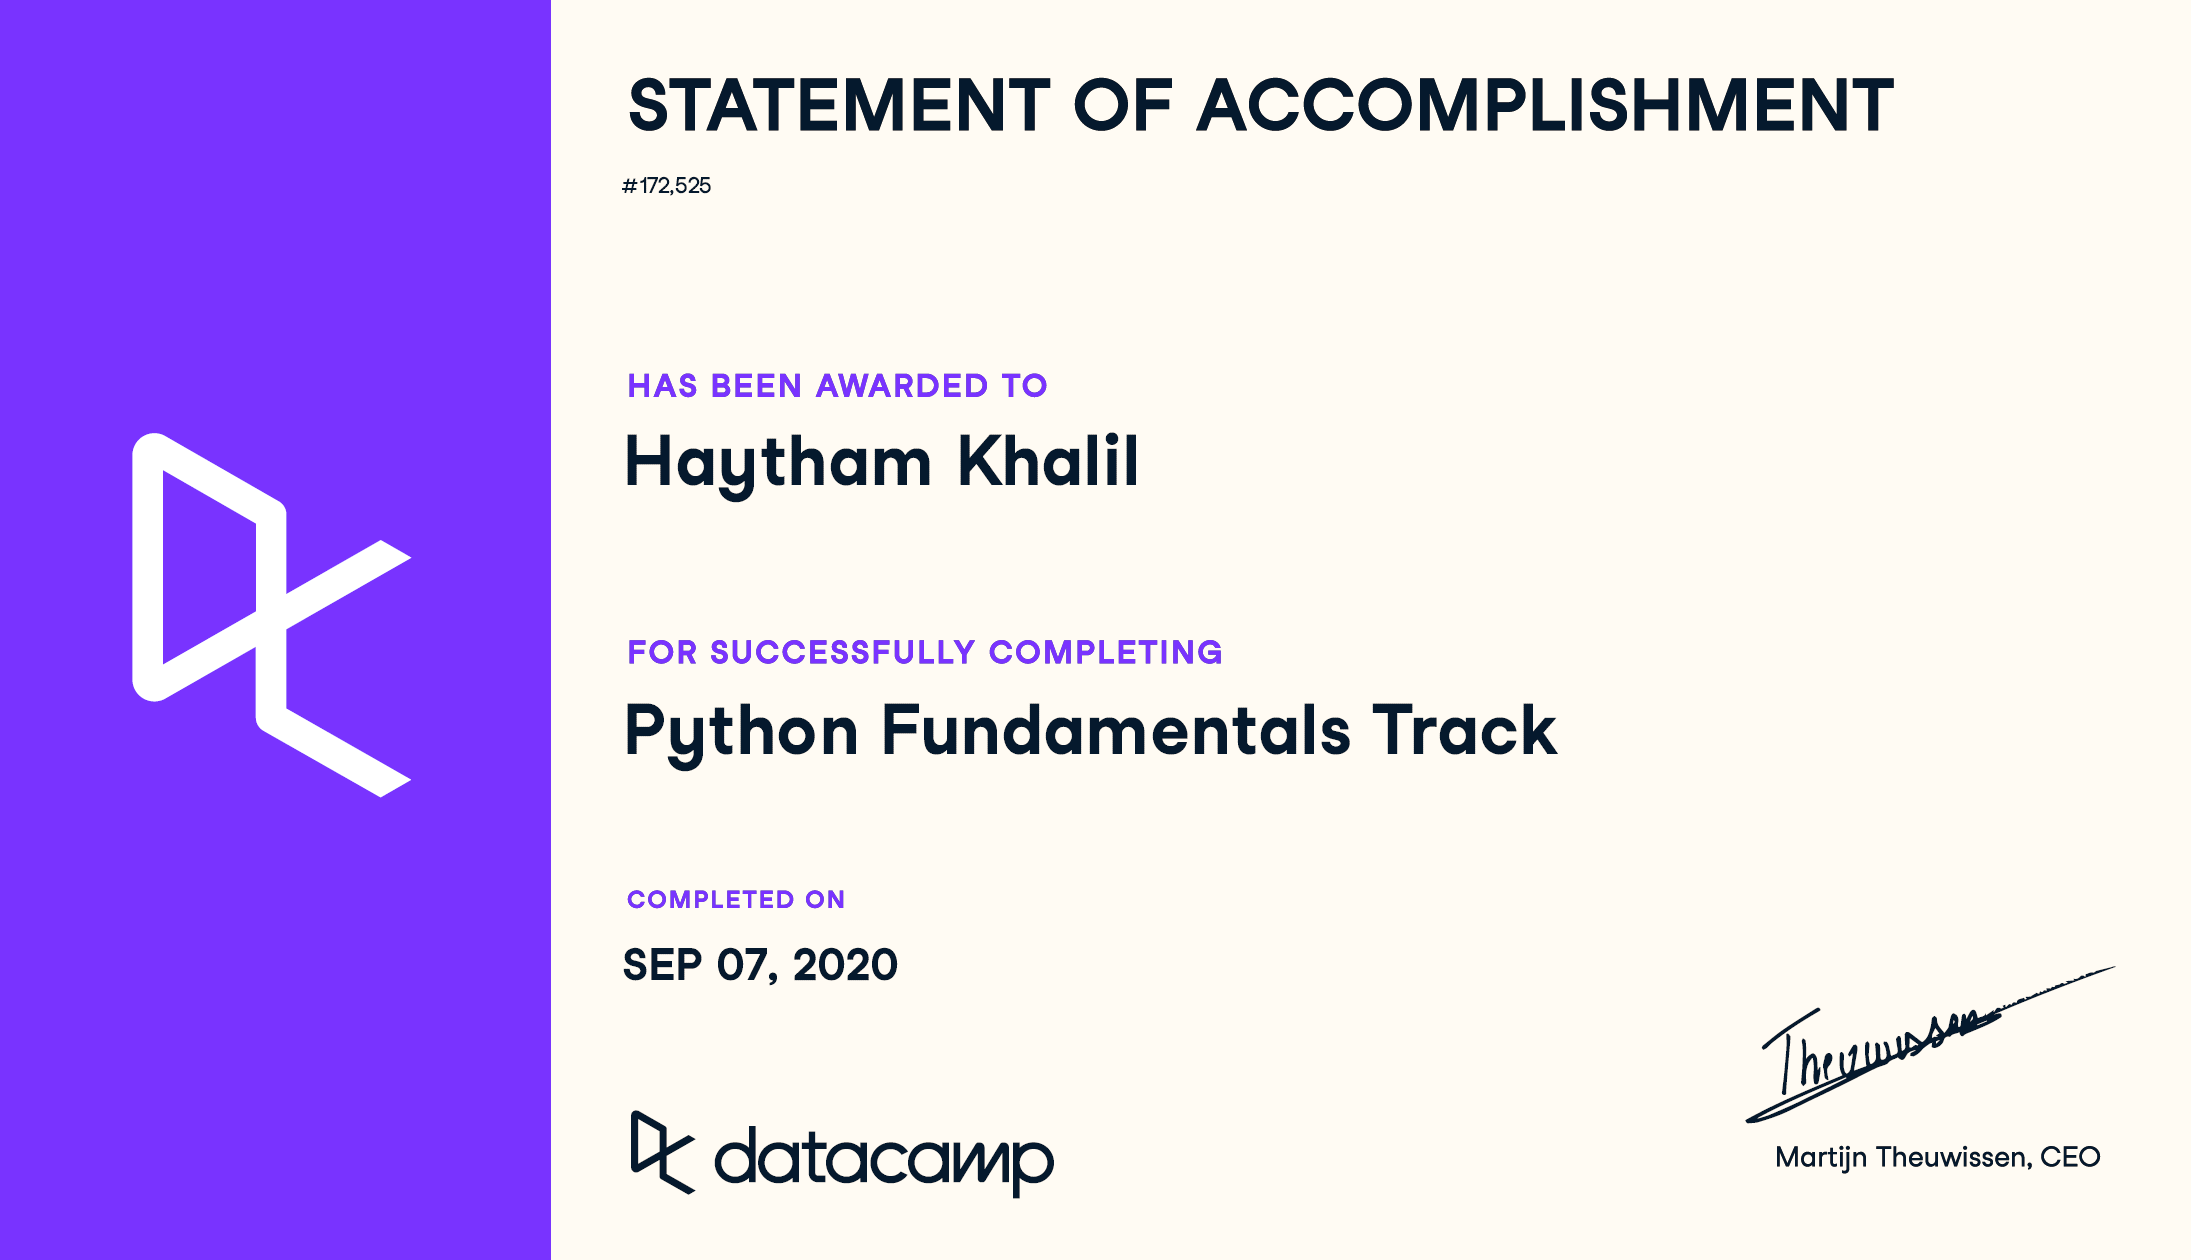 STATEMENT OF ACCOMPLISHMENT
#172,525
HAS BEEN AWARDED TO
Haytham Khalil
FOR SUCCESSFULLY COMPLETING
Python Fundamentals Track
COMPLETED ON
SEP 07, 2020
Theuwissen
datacamp
Martijn Theuwissen, CEO